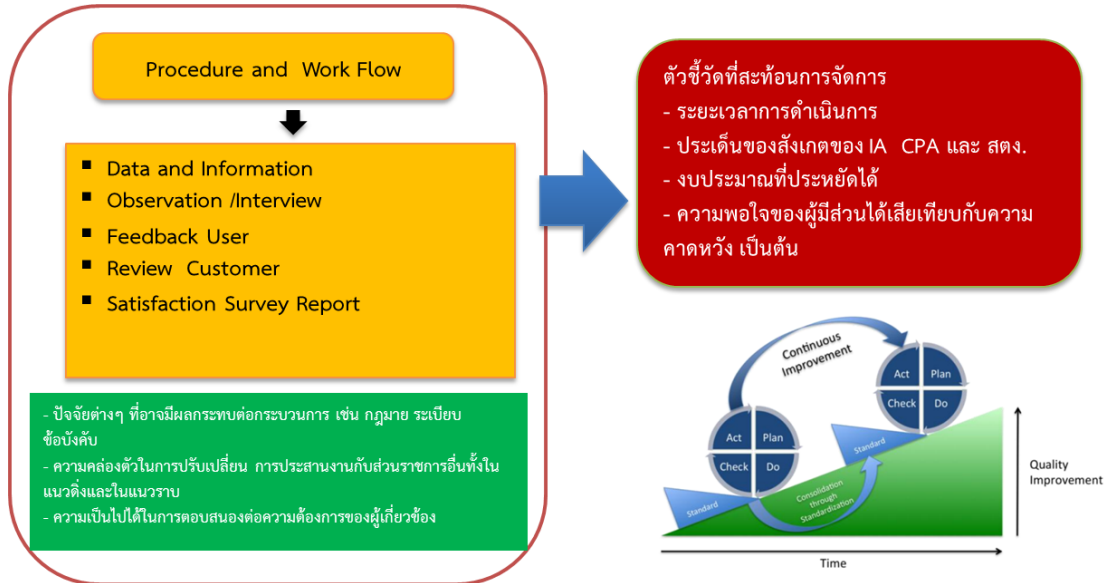 Procedure and Work Flow
Data and Information
Observation /Interview
Feedback User
Review Customer
Satisfaction Survey Report
- ปัจจัยต่างๆ ที่อาจมีผลกระทบต่อกระบวนการ เช่น กฎมาย ระเบียบ
ข้อบังคับ
- ความคล่องตัวในการปรับเปลี่ยน การประสานงานกับส่วนราชการอื่นทั้งใน
แนวดิ่งและในแนวราบ
- ความเป็นไปได้ในการตอบสนองต่อความต้องการของผู้เกี่ยวข้อง
ตัวชี้วัดที่สะท้อนการจัดการ
- ระยะเวลาการดำเนินการ
- ประเด็นของสังเกตของ IA CPA และ สตง.
- งบประมาณที่ประหยัดได้
- ความพอใจของผู้มีส่วนได้เสียเทียบกับความ
คาดหวัง เป็นต้น
Continuous
Improvement
Act Plan
Check Do
Act Plan
Check Do
Standard
Standard
Consolidation
through
Standardization
Quality
Improvement
Time